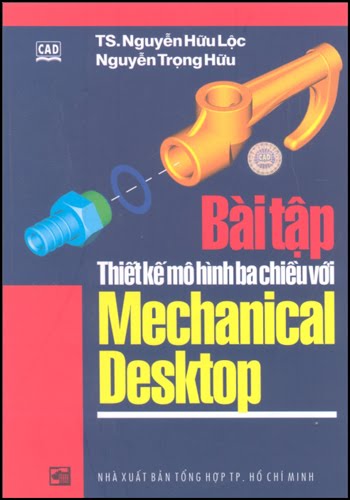 CAD
TS. Nguyễn Hữu Lộc
Nguyễn Trọng Hữu
CAD
Bài tập
Thiết kế mô hình ba chiều với
Mechanical
Desktop
NHÀ XUẤT BẢN TỔNG HỢP TP. HỒ CHÍ MINH